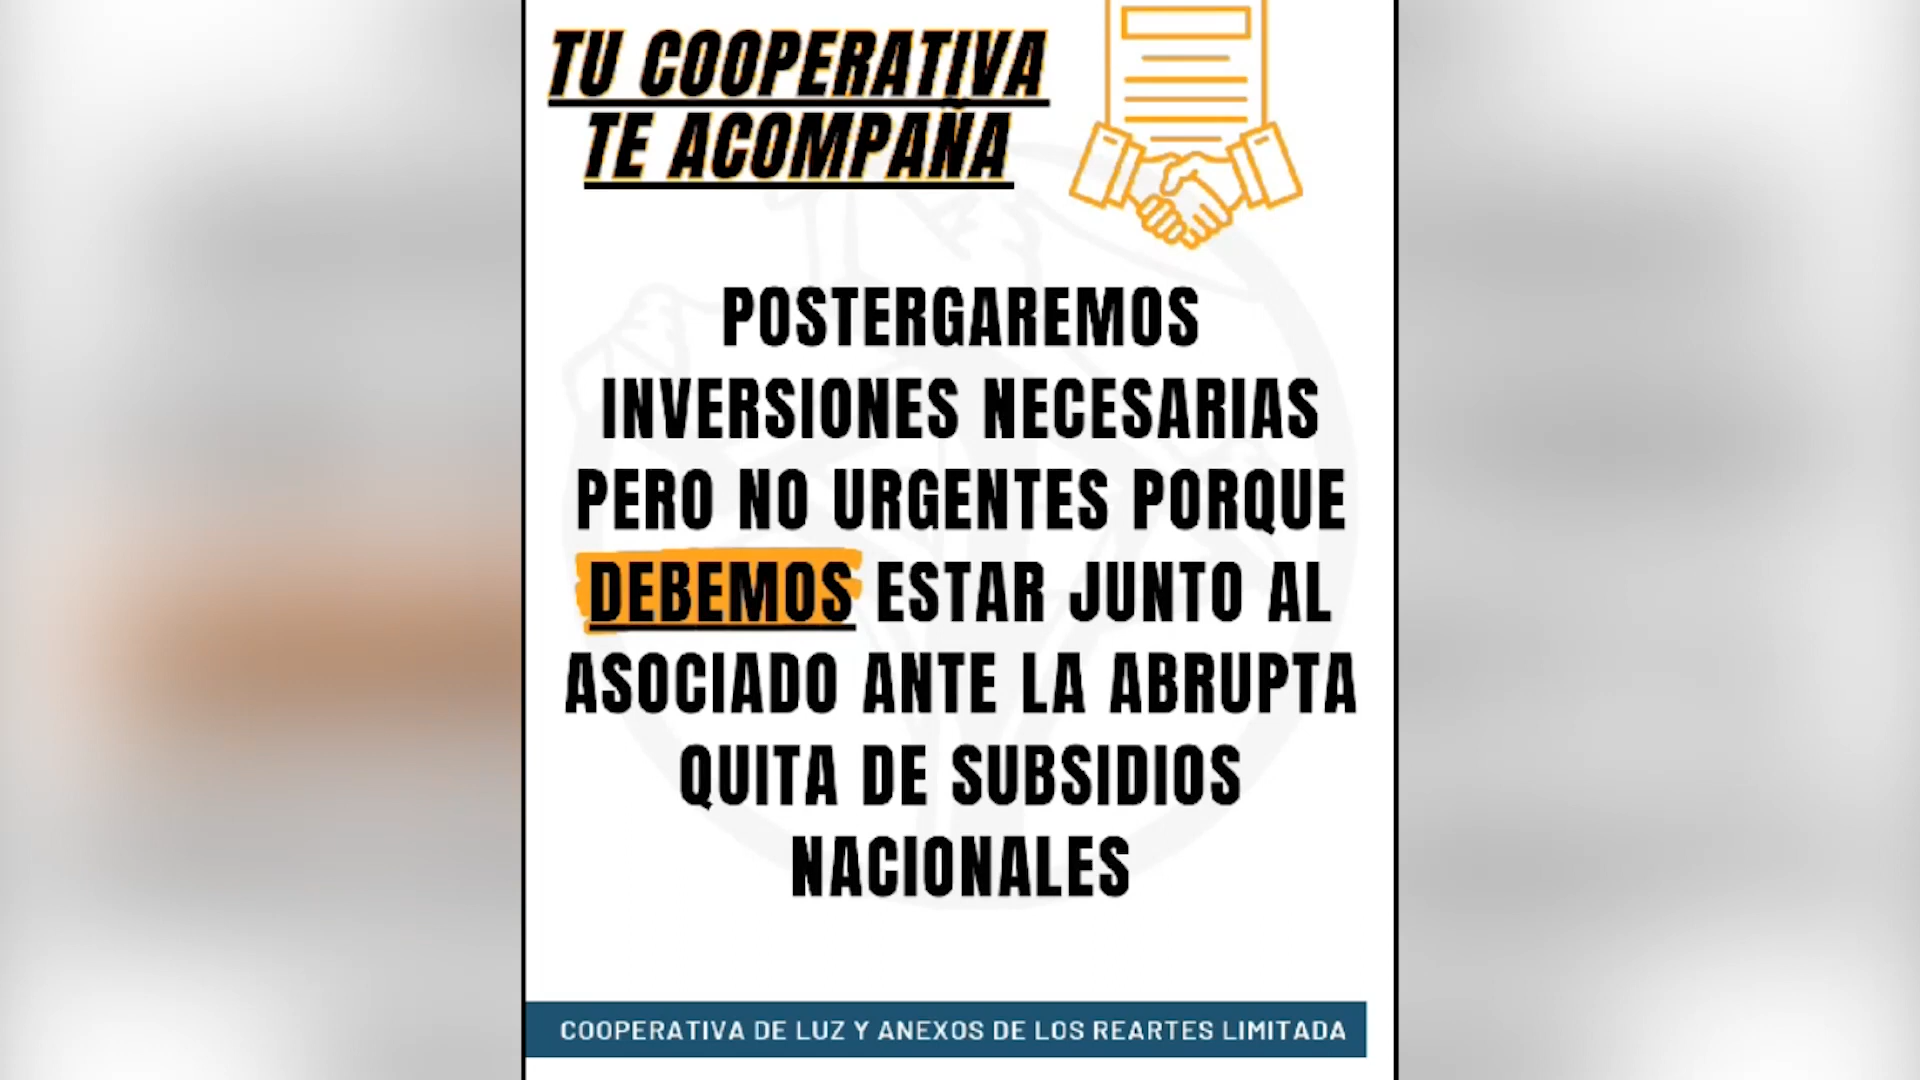 TU COOPERATIVA
TE ACOMPAÑA
POSTERGAREMOS
INVERSIONES NECESARIAS
PERO NO URGENTES PORQUE
DEBEMOS ESTAR JUNTO AL
ASOCIADO ANTE LA ABRUPTA
QUITA DE SUBSIDIOS
NACIONALES
COOPERATIVA DE LUZ Y ANEXOS DE LOS REARTES LIMITADA